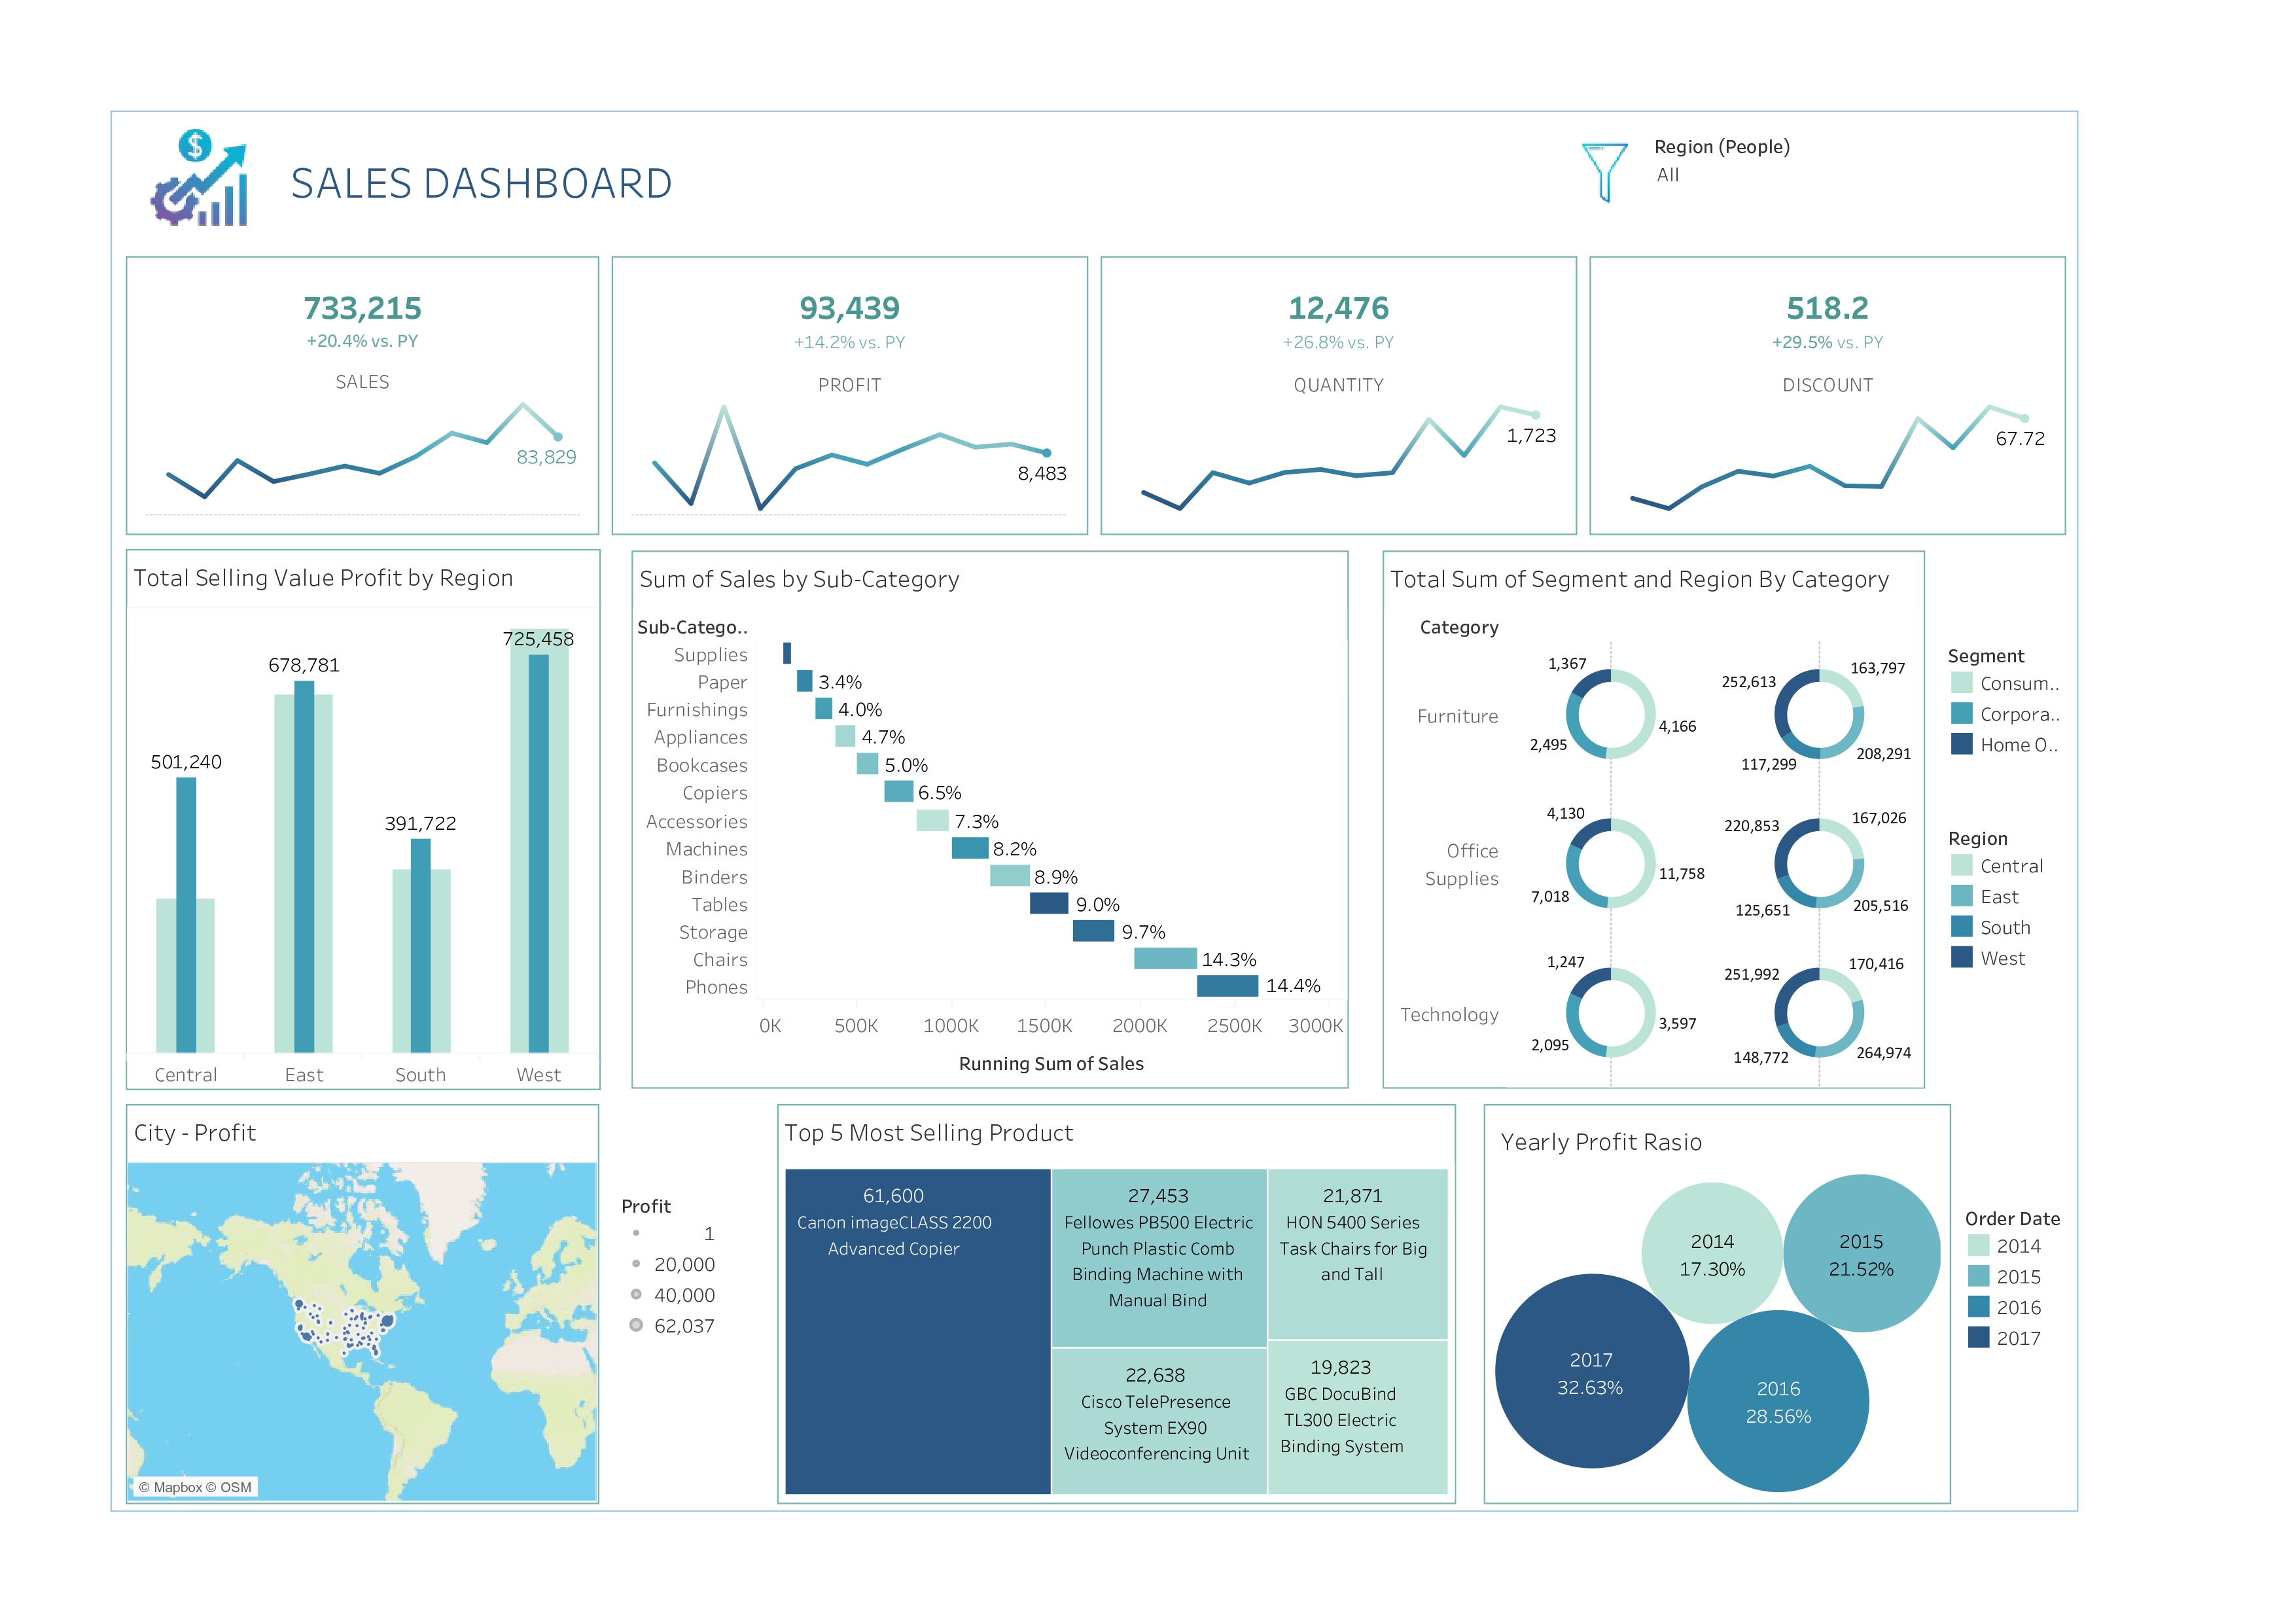 $
SALES DASHBOARD
Region (People)
All
733,215
+20.4% vs. PY
SALES
83,829
93,439
+14.2% vs. PY
PROFIT
8,483
12,476
+26.8% vs. PY
QUANTITY
1,723
518.2
+29.5% vs. PY
DISCOUNT
67.72
Total Selling Value Profit by Region
501,240
678,781
391,722
725,458
Central
East
South
West
Sum of Sales by Sub-Category
Sub-Catego..
Supplies
Paper
3.4%
Furnishings
4.0%
Appliances
4.7%
Bookcases
5.0%
Copiers
6.5%
Accessories
7.3%
Machines
8.2%
Binders
8.9%
Tables
9.0%
Storage
9.7%
Chairs
14.3%
Phones
14.4%
0K
500K
1000K
1500K
2000K
2500K
3000K
Running Sum of Sales
Total Sum of Segment and Region By Category
Category
Furniture
1,367
4,166
2,495
252,613
163,797
117,299
208,291
Office
Supplies
4,130
11,758
7,018
220,853
167,026
125,651
205,516
Technology
1,247
3,597
2,095
251,992
170,416
148,772
264,974
Segment
Consum..
Corpora..
Home O..
Region
Central
East
South
West
City - Profit
© Mapbox © OSM
Profit
1
20,000
40,000
62,037
Top 5 Most Selling Product
61,600
Canon imageCLASS 2200
Advanced Copier
27,453
Fellowes PB500 Electric
Punch Plastic Comb
Binding Machine with
Manual Bind
22,638
Cisco TelePresence
System EX90
Videoconferencing Unit
21,871
HON 5400 Series
Task Chairs for Big
and Tall
19,823
GBC DocuBind
TL300 Electric
Binding System
Yearly Profit Rasio
2014
17.30%
2015
21.52%
2017
32.63%
2016
28.56%
Order Date
2014
2015
2016
2017